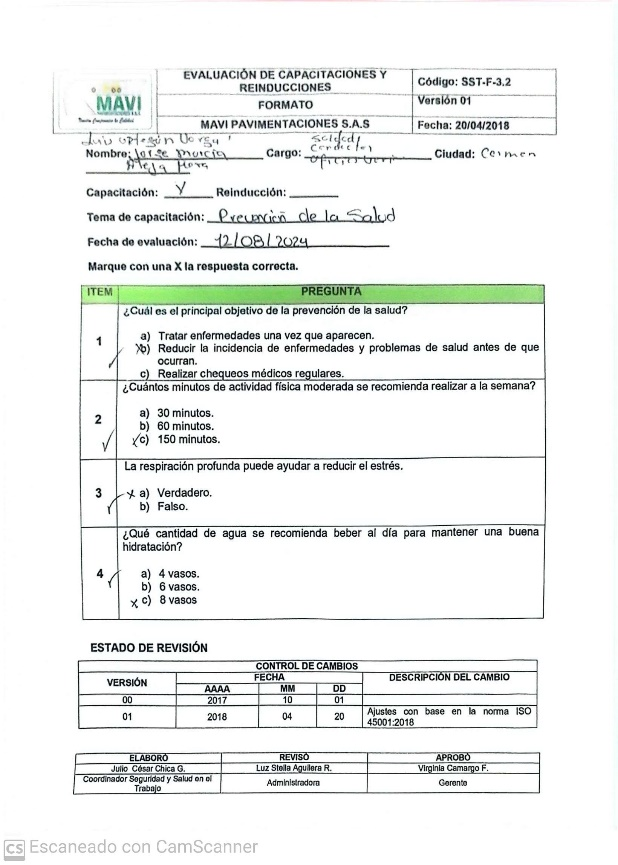 MAVI
PAVIMENTACIONES S.A.S
EVALUACIÓN DE CAPACITACIONES Y
REINDUCCIONES
FORMATO
MAVI PAVIMENTACIONES S.A.S
Código: SST-F-3.2
Versión 01
Fecha: 20/04/2018
Luis
Nombre: Jorge Murcia Cargo: Conductor Ciudad: Carmen
Mora
Capacitación: X Reinducción:
Tema de capacitación: Prevención de la Salud
Fecha de evaluación: 12/08/2024
Marque con una X la respuesta correcta.
ITEM PREGUNTA
¿Cuál es el principal objetivo de la prevención de la salud?
1
a) Tratar enfermedades una vez que aparecen.
X b) Reducir la incidencia de enfermedades y problemas de salud antes de que
ocurran.
c) Realizar chequeos médicos regulares.
¿Cuántos minutos de actividad física moderada se recomienda realizar a la semana?
2
a) 30 minutos.
b) 60 minutos.
X c) 150 minutos.
La respiración profunda puede ayudar a reducir el estrés.
3
X a) Verdadero.
b) Falso.
¿Qué cantidad de agua se recomienda beber al día para mantener una buena
hidratación?
4
a) 4 vasos.
b) 6 vasos.
X c) 8 vasos
ESTADO DE REVISIÓN
CONTROL DE CAMBIOS
VERSIÓN FECHA DESCRIPCIÓN DEL CAMBIO
AAAA MM DD
00 2017 10 01
01 2018 04 20 Ajustes con base en la norma ISO
45001:2018
ELABORÓ REVISÓ APROBÓ
Julio César Chica G. Luz Stella Aguilera R. Virginia Camargo F.
Coordinador Seguridad y Salud en el
Trabajo Administradora Gerente
CS Escaneado con CamScanner